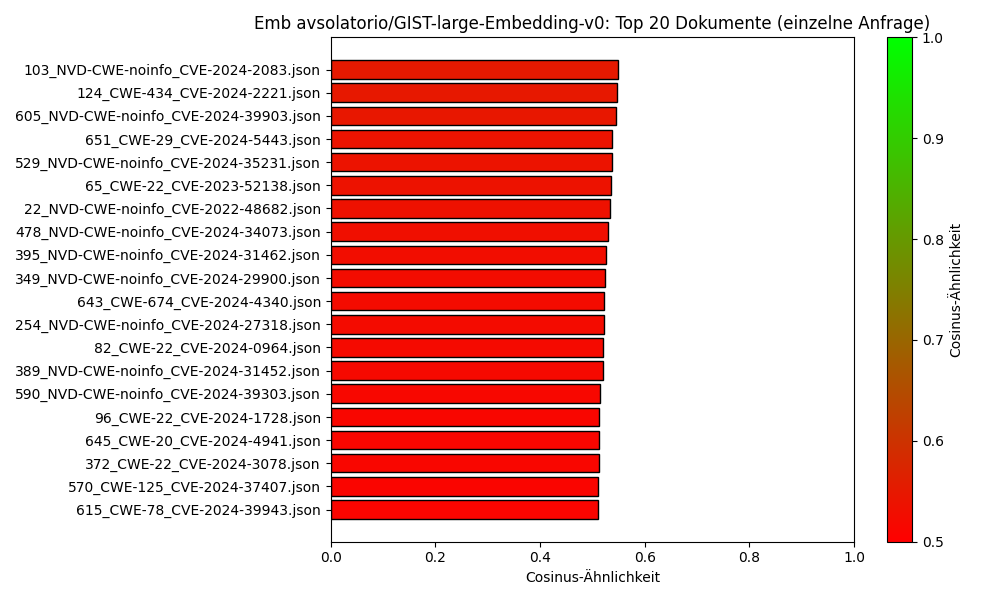 Emb avsolatorio/GIST-large-Embedding-v0: Top 20 Dokumente (einzelne Anfrage)
103_NVD-CWE-noinfo_CVE-2024-2083.json
124_CWE-434_CVE-2024-2221.json
605_NVD-CWE-noinfo_CVE-2024-39903.json
651_CWE-29_CVE-2024-5443.json
529_NVD-CWE-noinfo_CVE-2024-35231.json
65_CWE-22_CVE-2023-52138.json
22_NVD-CWE-noinfo_CVE-2022-48682.json
478_NVD-CWE-noinfo_CVE-2024-34073.json
395_NVD-CWE-noinfo_CVE-2024-31462.json
349_NVD-CWE-noinfo_CVE-2024-29900.json
643_CWE-674_CVE-2024-4340.json
254_NVD-CWE-noinfo_CVE-2024-27318.json
82_CWE-22_CVE-2024-0964.json
389_NVD-CWE-noinfo_CVE-2024-31452.json
590_NVD-CWE-noinfo_CVE-2024-39303.json
96_CWE-22_CVE-2024-1728.json
645_CWE-20_CVE-2024-4941.json
372_CWE-22_CVE-2024-3078.json
570_CWE-125_CVE-2024-37407.json
615_CWE-78_CVE-2024-39943.json
0.0 0.2 0.4 0.6 0.8 1.0
Cosinus-Ähnlichkeit
1.0
0.9
0.8
0.7
0.6
0.5
Cosinus-Ähnlichkeit